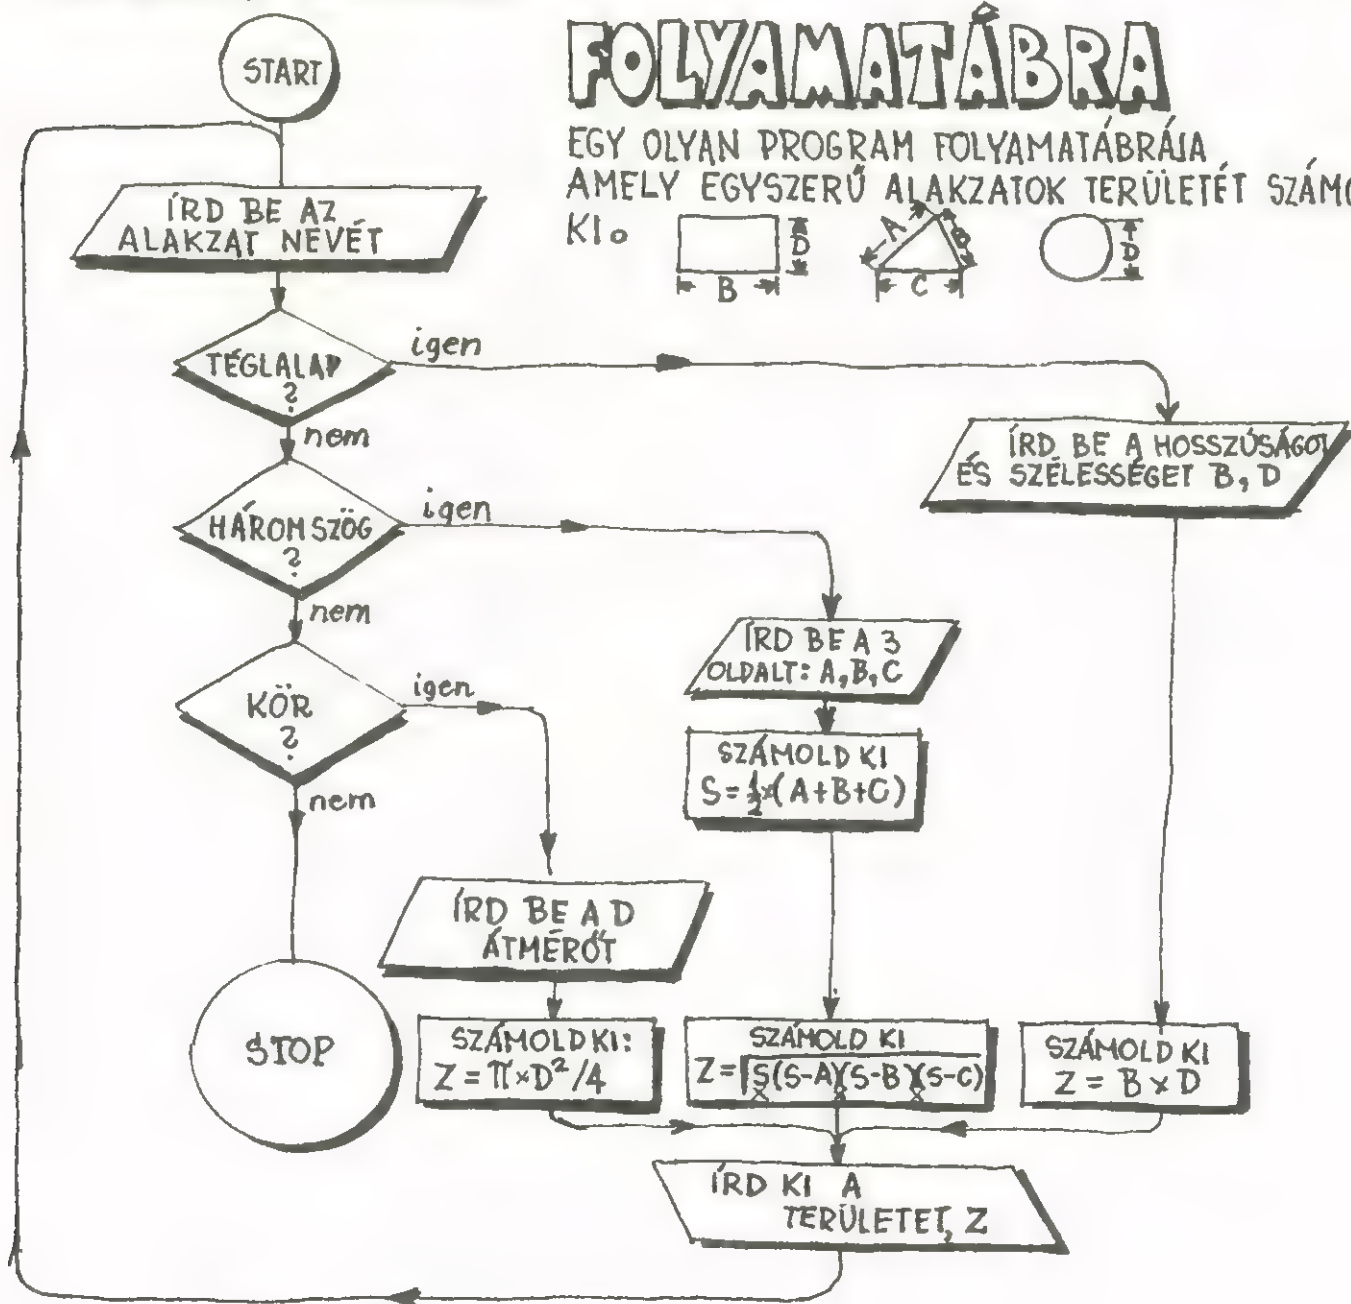 START
FOLYAMATÁBRA
EGY OLYAN PROGRAM FOLYAMATÁBRÁJA
AMELY EGYSZERŰ ALAKZATOK TERÜLETÉT
KI.
B
D
A
B
C
D
ÍRD BE AZ
ALAKZAT NEVÉT
TÉGLALAP
?
igen
nem
ÍRD BE A HOSSZÚSÁGOT
ÉS SZÉLESSÉGET B, D
HÁROMSZÖG
?
igen
nem
ÍRD BE A 3
OLDALT: A, B, C
KÖR
?
igen
nem
SZÁMOLD KI
S = 1/2 × (A+B+C)
ÍRD BE A D
ÁTMÉRŐT
STOP
SZÁMOLD KI:
Z = π × D² / 4
SZÁMOLD KI
Z = √S×(S-A)×(S-B)×(S-C)
SZÁMOLD KI
Z = B × D
ÍRD KI A
TERÜLETET, Z